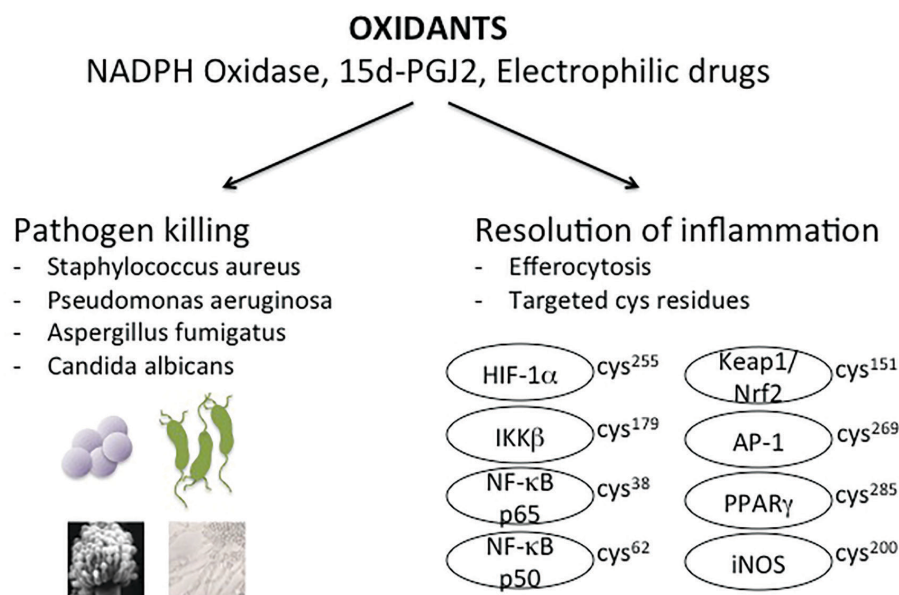 OXIDANTS
NADPH Oxidase, 15d-PGJ2, Electrophilic drugs
Pathogen killing
- Staphylococcus aureus
- Pseudomonas aeruginosa
- Aspergillus fumigatus
- Candida albicans
Resolution of inflammation
- Efferocytosis
- Targeted cys residues
HIF-1α cys²⁵⁵
IKKβ cys¹⁷⁹
NF-κB
p65 cys³⁸
NF-κB
p50 cys⁶²
Keap1/
Nrf2 cys¹⁵¹
AP-1 cys²⁶⁹
PPARγ cys²⁸⁵
iNOS cys²⁰⁰